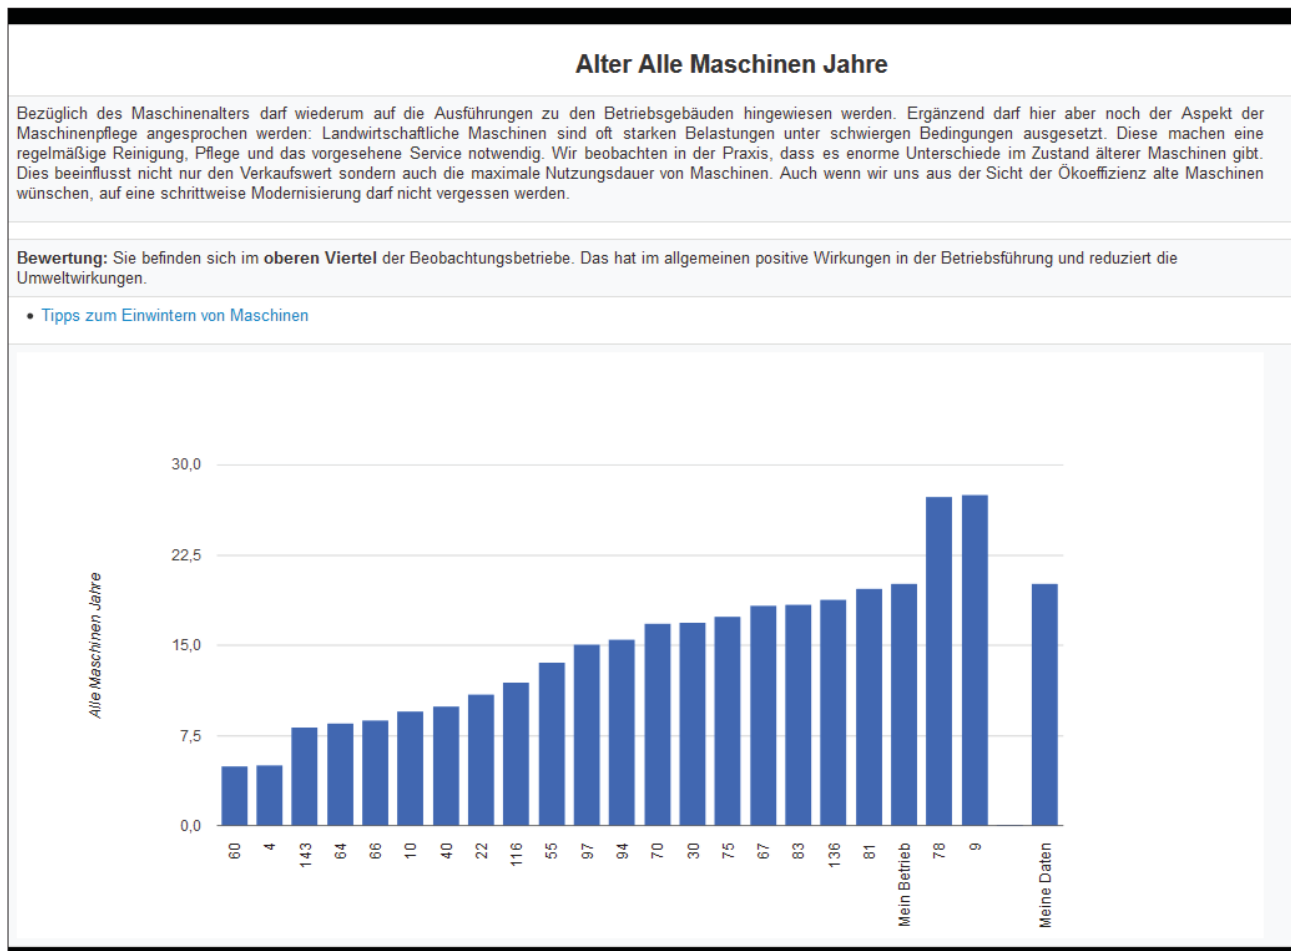 Alter Alle Maschinen Jahre
Bezüglich des Maschinenalters darf wiederum auf die Ausführungen zu den Betriebsgebäuden hingewiesen werden. Ergänzend darf hier aber noch der Aspekt der
Maschinenpflege angesprochen werden: Landwirtschaftliche Maschinen sind oft starken Belastungen unter schwiergen Bedingungen ausgesetzt. Diese machen eine
regelmäßige Reinigung, Pflege und das vorgesehene Service notwendig. Wir beobachten in der Praxis, dass es enorme Unterschiede im Zustand älterer Maschinen gibt.
Dies beeinflusst nicht nur den Verkaufswert sondern auch die maximale Nutzungsdauer von Maschinen. Auch wenn wir uns aus der Sicht der Ökoeffizienz alte Maschinen
wünschen, auf eine schrittweise Modernisierung darf nicht vergessen werden.
Bewertung: Sie befinden sich im oberen Viertel der Beobachtungsbetriebe. Das hat im allgemeinen positive Wirkungen in der Betriebsführung und reduziert die
Umweltwirkungen.
• Tipps zum Einwintern von Maschinen
30,0
22,5
15,0
7,5
0,0
Alle Maschinen Jahre
60
4
143
64
66
10
40
22
116
55
97
94
70
30
75
67
83
136
81
Mein Betrieb
78
9
Meine Daten